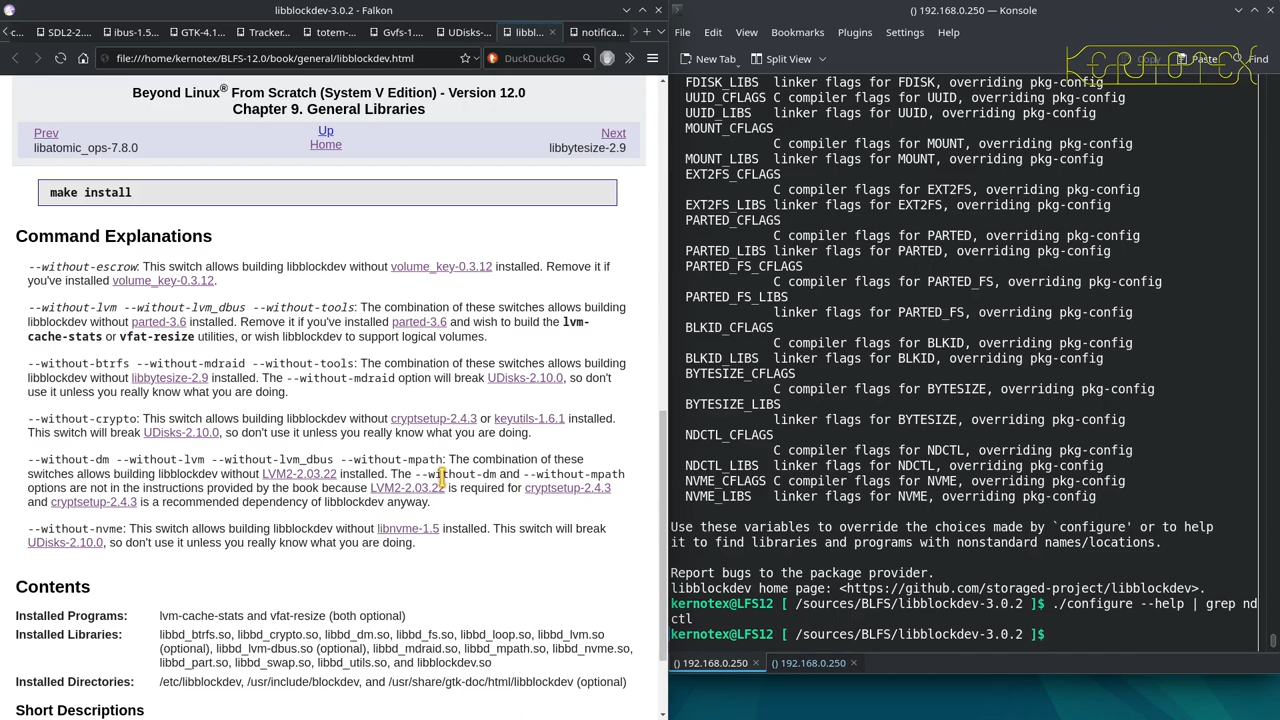 libblockdev-3.0.2 - Falkon
SDL2-2....
ibus-1.5...
GTK-4.1...
Tracker...
totem-...
Gvfs-1....
UDisks-...
libbl...
notifica...
file:///home/kernotex/BLFS-12.0/book/general/libblockdev.html
DuckDuckGo
Beyond Linux® From Scratch (System V Edition) - Version 12.0
Chapter 9. General Libraries
Prev
Up
Next
libatomic_ops-7.8.0
Home
libbytesize-2.9
make install
Command Explanations
--without-escrow: This switch allows building libblockdev without volume_key-0.3.12 installed. Remove it if
you've installed volume_key-0.3.12.
--without-lvm --without-lvm_dbus --without-tools: The combination of these switches allows building
libblockdev without parted-3.6 installed. Remove it if you've installed parted-3.6 and wish to build the lvm-
cache-stats or vfat-resize utilities, or wish libblockdev to support logical volumes.
--without-btrfs --without-mdraid --without-tools: The combination of these switches allows building
libblockdev without libbytesize-2.9 installed. The --without-mdraid option will break UDisks-2.10.0, so don't
use it unless you really know what you are doing.
--without-crypto: This switch allows building libblockdev without cryptsetup-2.4.3 or keyutils-1.6.1 installed.
This switch will break UDisks-2.10.0, so don't use it unless you really know what you are doing.
--without-dm --without-lvm --without-lvm_dbus --without-mpath: The combination of these
switches allows building libblockdev without LVM2-2.03.22 installed. The --without-dm and --without-mpath
options are not in the instructions provided by the book because LVM2-2.03.22 is required for cryptsetup-2.4.3
and cryptsetup-2.4.3 is a recommended dependency of libblockdev anyway.
--without-nvme: This switch allows building libblockdev without libnvme-1.5 installed. This switch will break
UDisks-2.10.0, so don't use it unless you really know what you are doing.
Contents
Installed Programs: lvm-cache-stats and vfat-resize (both optional)
Installed Libraries: libbd_btrfs.so, libbd_crypto.so, libbd_dm.so, libbd_fs.so, libbd_loop.so, libbd_lvm.so
(optional), libbd_lvm-dbus.so (optional), libbd_mdraid.so, libbd_mpath.so, libbd_nvme.so,
libbd_part.so, libbd_swap.so, libbd_utils.so, and libblockdev.so
Installed Directories: /etc/libblockdev, /usr/include/blockdev, and /usr/share/gtk-doc/html/libblockdev (optional)
Short Descriptions
() 192.168.0.250 — Konsole
File Edit View Bookmarks Plugins Settings Help
New Tab Split View Copy Paste Find
Kernotex
FDISK_LIBS linker flags for FDISK, overriding pkg-config
UUID_CFLAGS C compiler flags for UUID, overriding pkg-config
UUID_LIBS linker flags for UUID, overriding pkg-config
MOUNT_CFLAGS
C compiler flags for MOUNT, overriding pkg-config
MOUNT_LIBS linker flags for MOUNT, overriding pkg-config
EXT2FS_CFLAGS
C compiler flags for EXT2FS, overriding pkg-config
EXT2FS_LIBS linker flags for EXT2FS, overriding pkg-config
PARTED_CFLAGS
C compiler flags for PARTED, overriding pkg-config
PARTED_LIBS linker flags for PARTED, overriding pkg-config
PARTED_FS_CFLAGS
C compiler flags for PARTED_FS, overriding pkg-config
PARTED_FS_LIBS
linker flags for PARTED_FS, overriding pkg-config
BLKID_CFLAGS
C compiler flags for BLKID, overriding pkg-config
BLKID_LIBS linker flags for BLKID, overriding pkg-config
BYTESIZE_CFLAGS
C compiler flags for BYTESIZE, overriding pkg-config
BYTESIZE_LIBS
linker flags for BYTESIZE, overriding pkg-config
NDCTL_CFLAGS
C compiler flags for NDCTL, overriding pkg-config
NDCTL_LIBS linker flags for NDCTL, overriding pkg-config
NVME_CFLAGS C compiler flags for NVME, overriding pkg-config
NVME_LIBS linker flags for NVME, overriding pkg-config
Use these variables to override the choices made by `configure' or to help
it to find libraries and programs with nonstandard names/locations.
Report bugs to the package provider.
libblockdev home page: <https://github.com/storaged-project/libblockdev>.
kernotex@LFS12 [ /sources/BLFS/libblockdev-3.0.2 ]$ ./configure --help | grep nd
ctl
kernotex@LFS12 [ /sources/BLFS/libblockdev-3.0.2 ]$
() 192.168.0.250
() 192.168.0.250